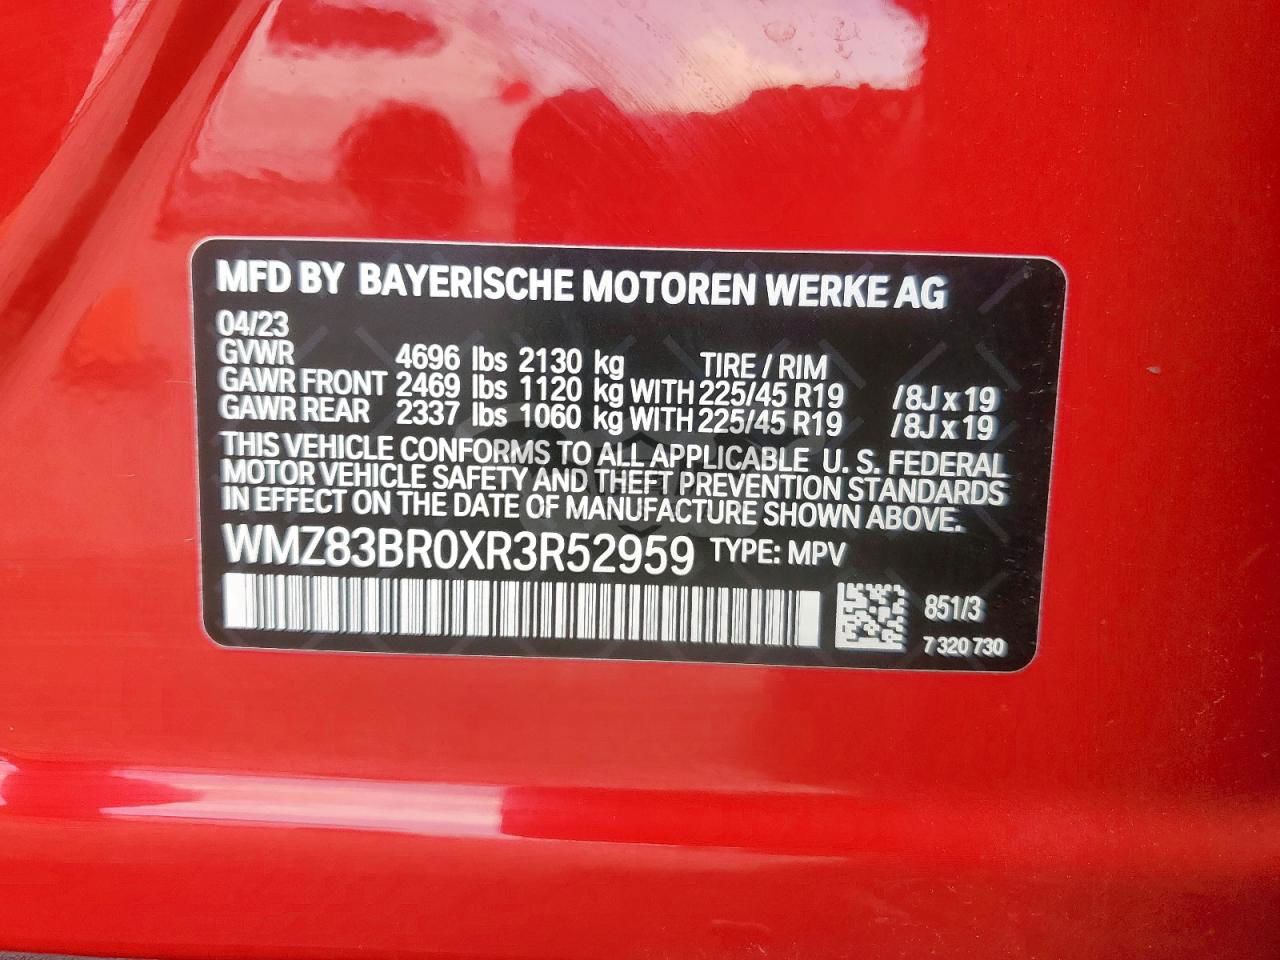 MFD BY BAYERISCHE MOTOREN WERKE AG
04/23
GVWR 4696 lbs 2130 kg TIRE / RIM
GAWR FRONT 2469 lbs 1120 kg WITH 225/45 R19 /8J x 19
GAWR REAR 2337 lbs 1060 kg WITH 225/45 R19 /8J x 19
THIS VEHICLE CONFORMS TO ALL APPLICABLE U. S. FEDERAL
MOTOR VEHICLE SAFETY AND THEFT PREVENTION STANDARDS
IN EFFECT ON THE DATE OF MANUFACTURE SHOWN ABOVE.
WMZ83BR0XR3R52959 TYPE: MPV
851/3
7 320 730